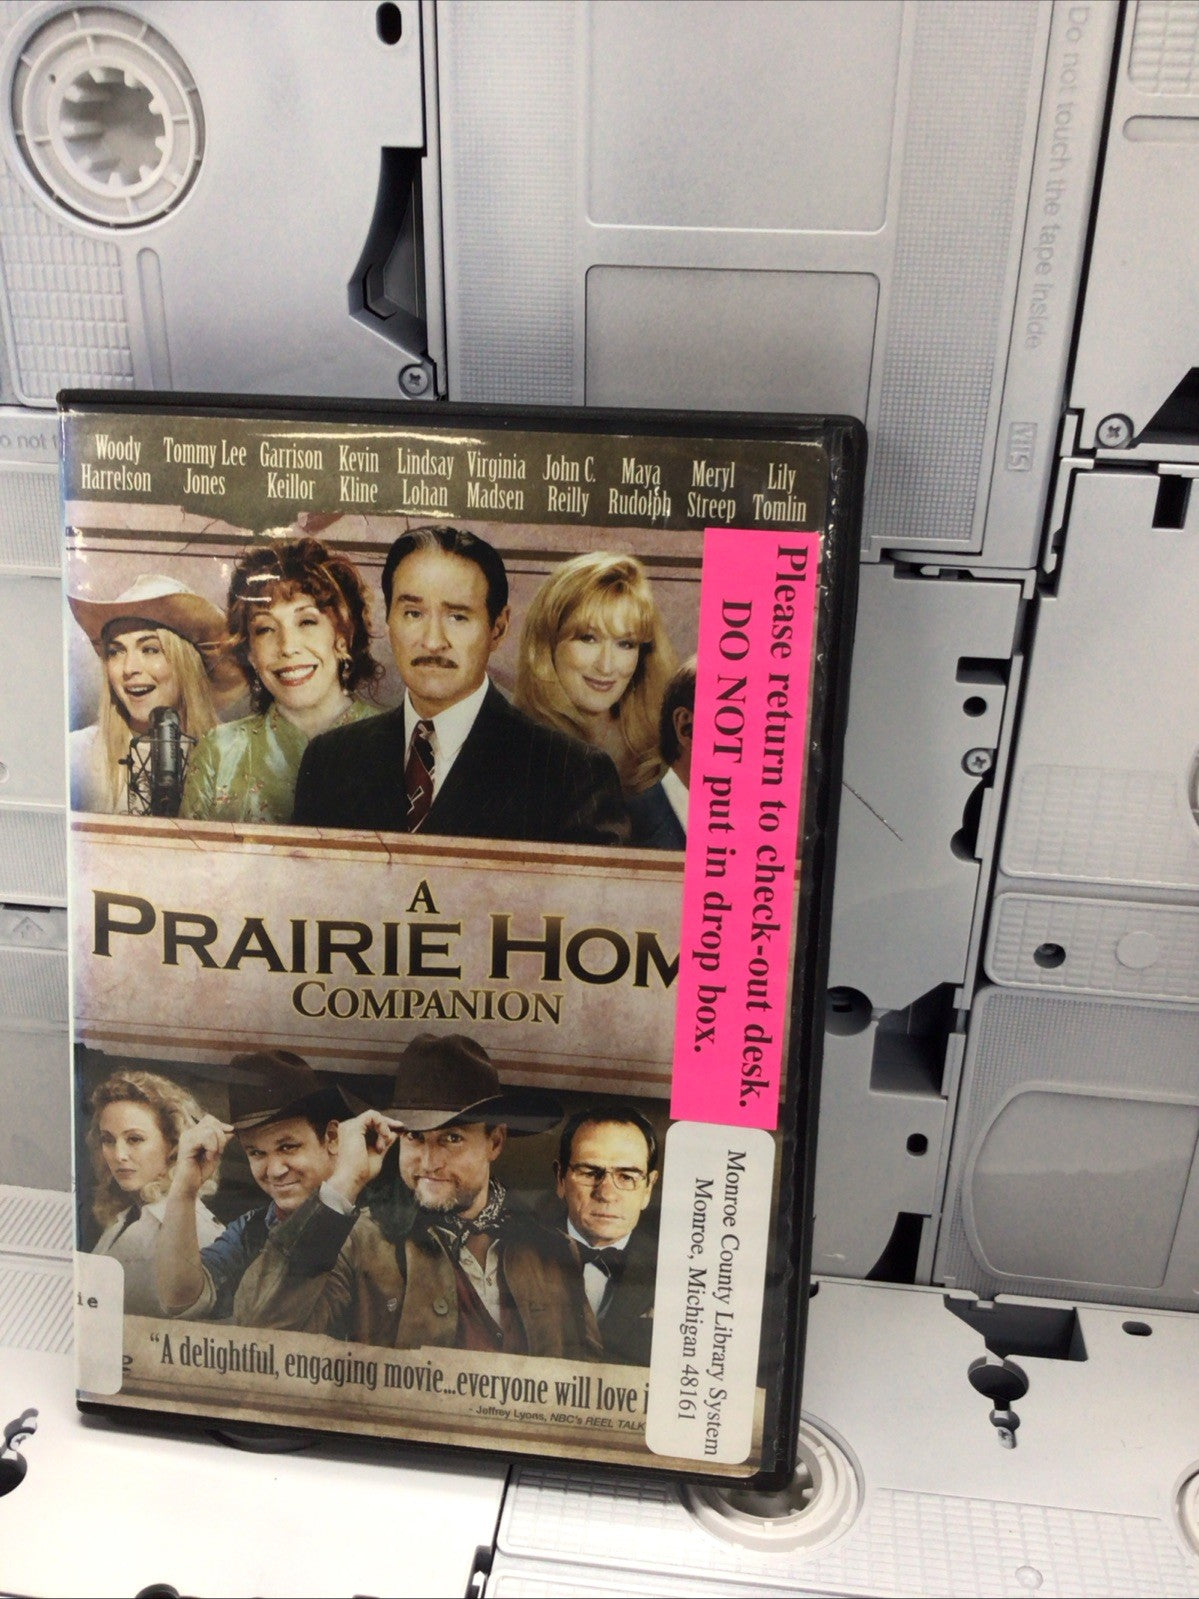 Do not touch the tape inside
VHS
o not t
Woody Harrelson
Tommy Lee Jones
Garrison Keillor
Kevin Kline
Lindsay Lohan
Virginia Madsen
John C. Reilly
Maya Rudolph
Meryl Streep
Lily Tomlin
Please return to check-out desk.
DO NOT put in drop box.
A
PRAIRIE HOM
COMPANION
Monroe County Library System
Monroe, Michigan 48161
ie
"A delightful, engaging movie...everyone will love i
- Jeffrey Lyons, NBC's REEL TALK